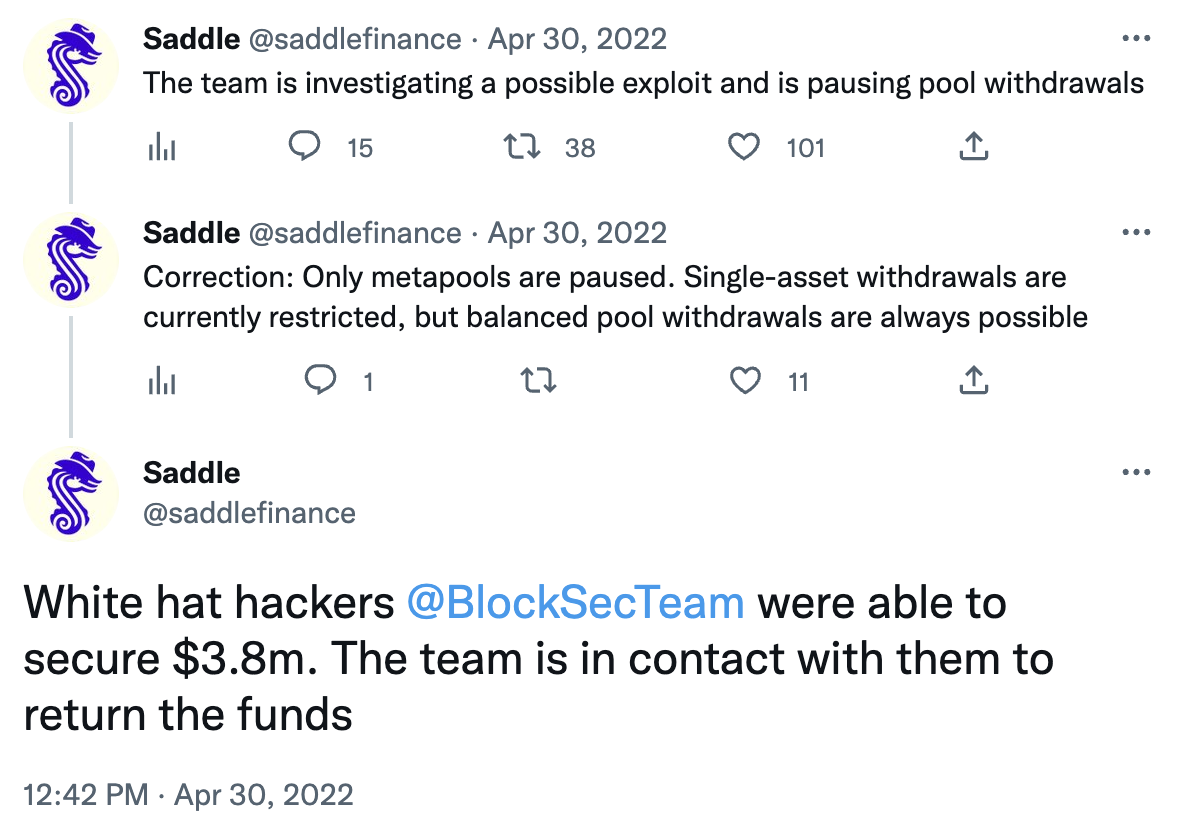 Saddle @saddlefinance · Apr 30, 2022
The team is investigating a possible exploit and is pausing pool withdrawals
15 38 101
Saddle @saddlefinance · Apr 30, 2022
Correction: Only metapools are paused. Single-asset withdrawals are
currently restricted, but balanced pool withdrawals are always possible
1 11
Saddle
@saddlefinance
White hat hackers @BlockSecTeam were able to
secure $3.8m. The team is in contact with them to
return the funds
12:42 PM · Apr 30, 2022